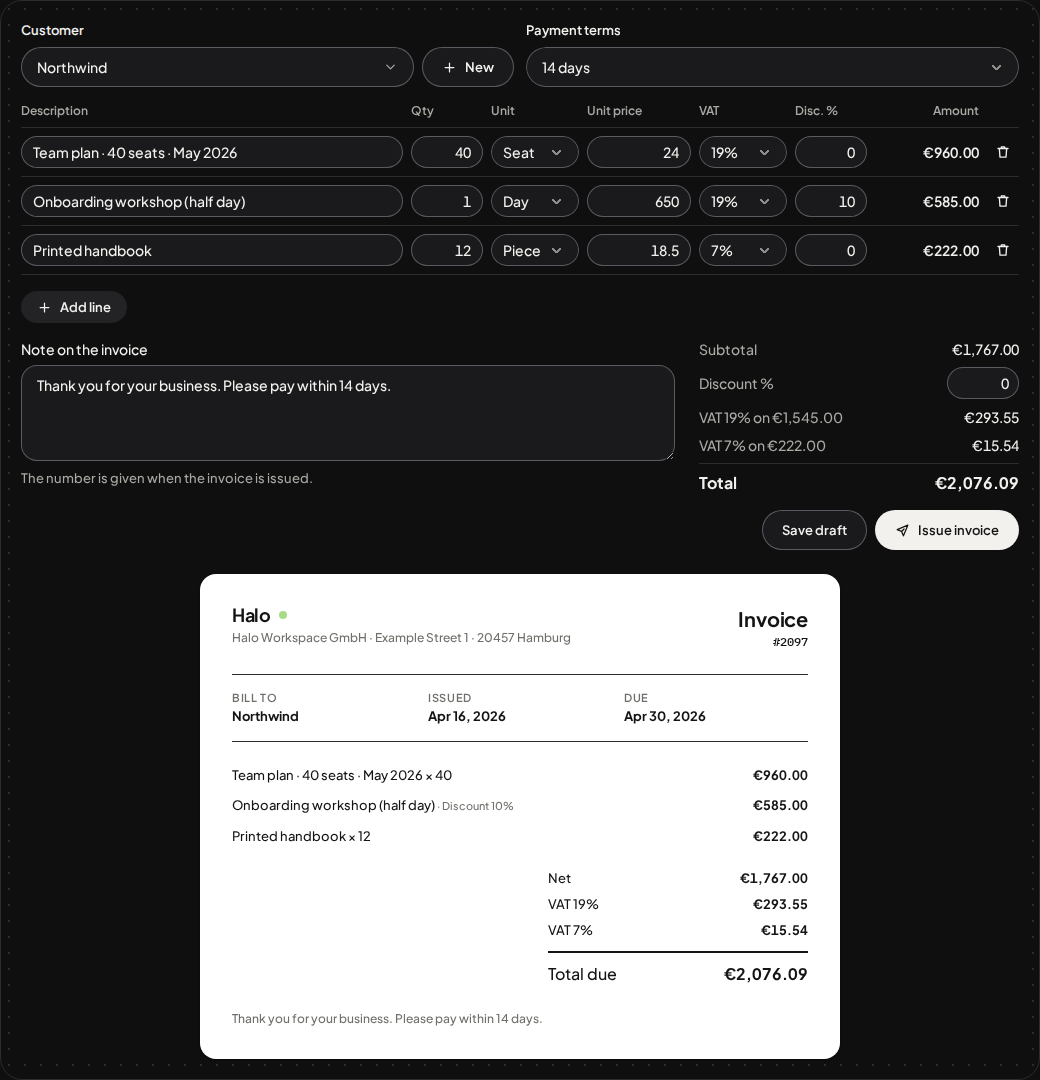 Customer
Payment terms
Northwind
New
14 days
Description Qty Unit Unit price VAT Disc. % Amount
Team plan · 40 seats · May 2026 40 Seat 24 19% 0 €960.00
Onboarding workshop (half day) 1 Day 650 19% 10 €585.00
Printed handbook 12 Piece 18.5 7% 0 €222.00
Add line
Note on the invoice
Thank you for your business. Please pay within 14 days.
The number is given when the invoice is issued.
Subtotal €1,767.00
Discount % 0
VAT 19% on €1,545.00 €293.55
VAT 7% on €222.00 €15.54
Total €2,076.09
Save draft
Issue invoice
Halo
Halo Workspace GmbH · Example Street 1 · 20457 Hamburg
Invoice
#2097
BILL TO ISSUED DUE
Northwind Apr 16, 2026 Apr 30, 2026
Team plan · 40 seats · May 2026 × 40 €960.00
Onboarding workshop (half day) · Discount 10% €585.00
Printed handbook × 12 €222.00
Net €1,767.00
VAT 19% €293.55
VAT 7% €15.54
Total due €2,076.09
Thank you for your business. Please pay within 14 days.